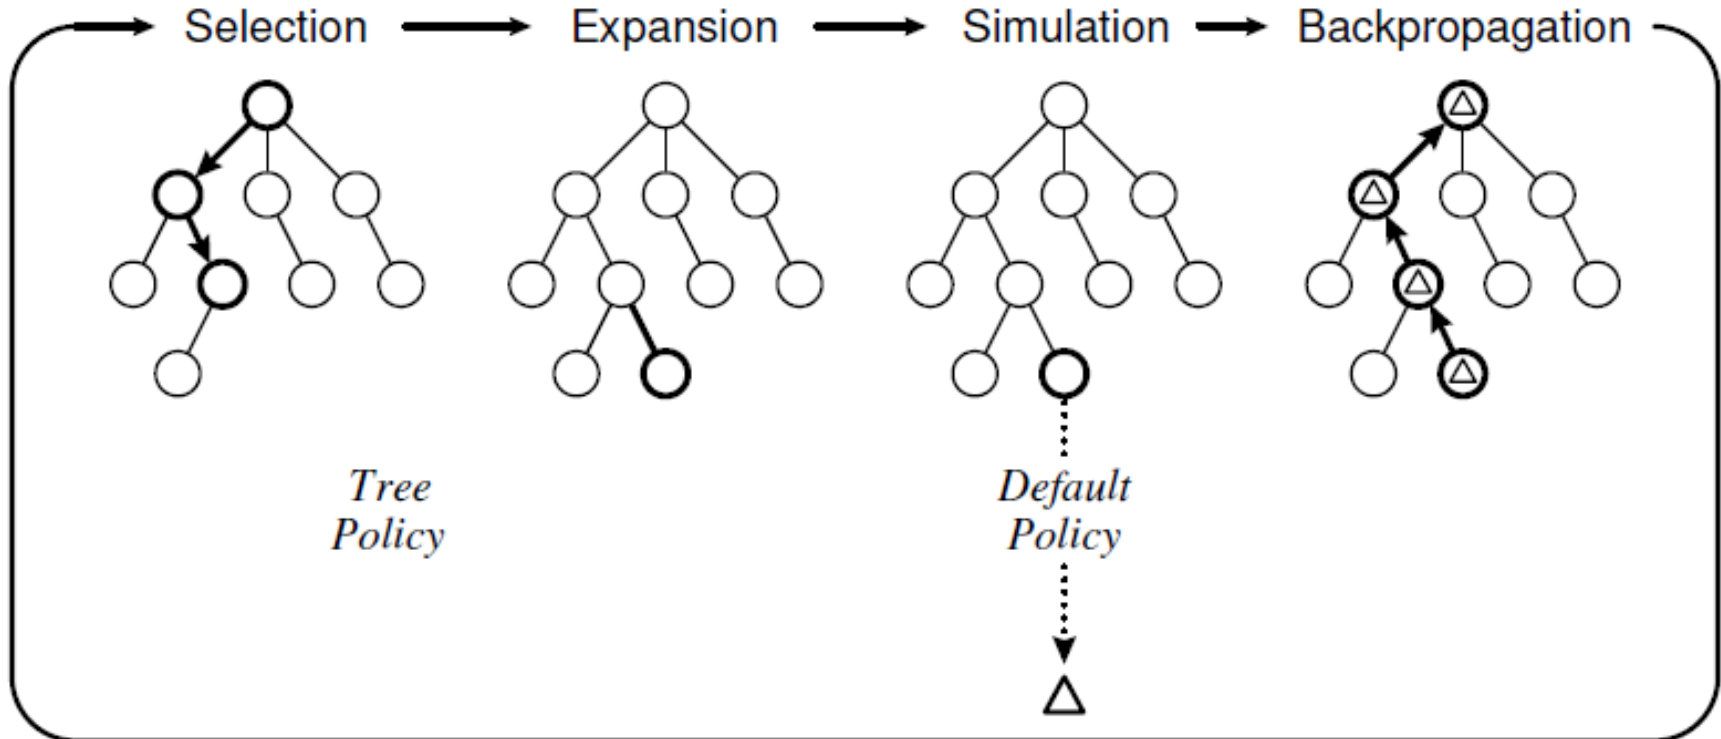 Selection Expansion Simulation Backpropagation
Tree
Policy
Default
Policy